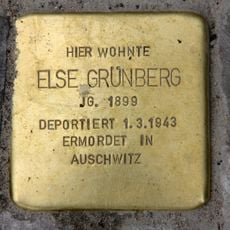 HIER WOHNTE
ELSE GRÜNBERG
JG. 1899
DEPORTIERT 1.3.1943
ERMORDET IN
AUSCHWITZ